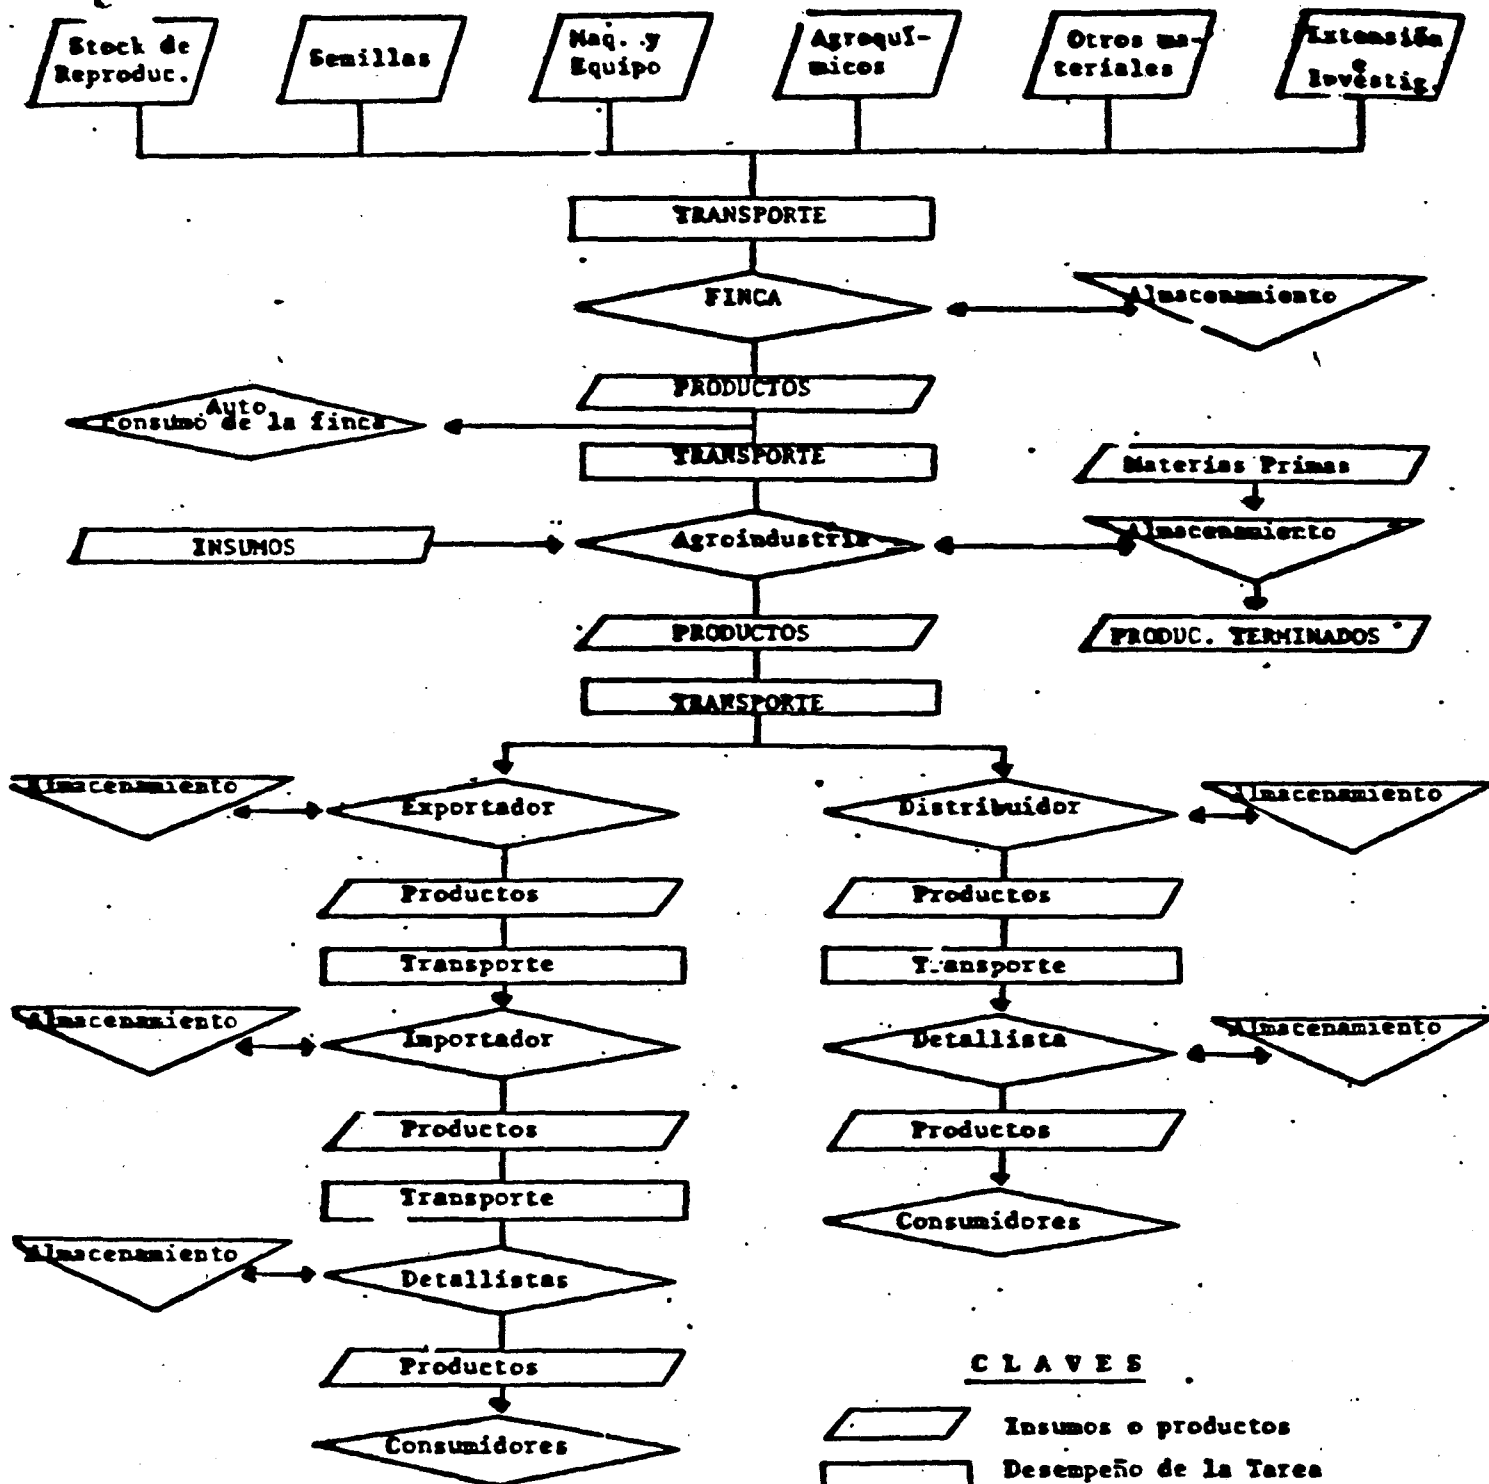 Stock de
Reproduc.
Semillas
Maq. y
Equipo
Agroquí-
micos
Otros ma-
teriales
Extensión
e
Investig.
TRANSPORTE
FINCA
Almacenamiento
PRODUCTOS
Auto
consumo de la finca
TRANSPORTE
Materias Primas
INSUMOS
Agroindustria
Almacenamiento
PRODUCTOS
PRODUC. TERMINADOS
TRANSPORTE
Almacenamiento
Exportador
Distribuídor
Almacenamiento
Productos
Productos
Transporte
Transporte
Almacenamiento
Importador
Detallista
Almacenamiento
Productos
Productos
Transporte
Consumidores
Almacenamiento
Detallistas
Productos
CLAVES
Insumos o productos
Consumidores
Desempeño de la Tarea